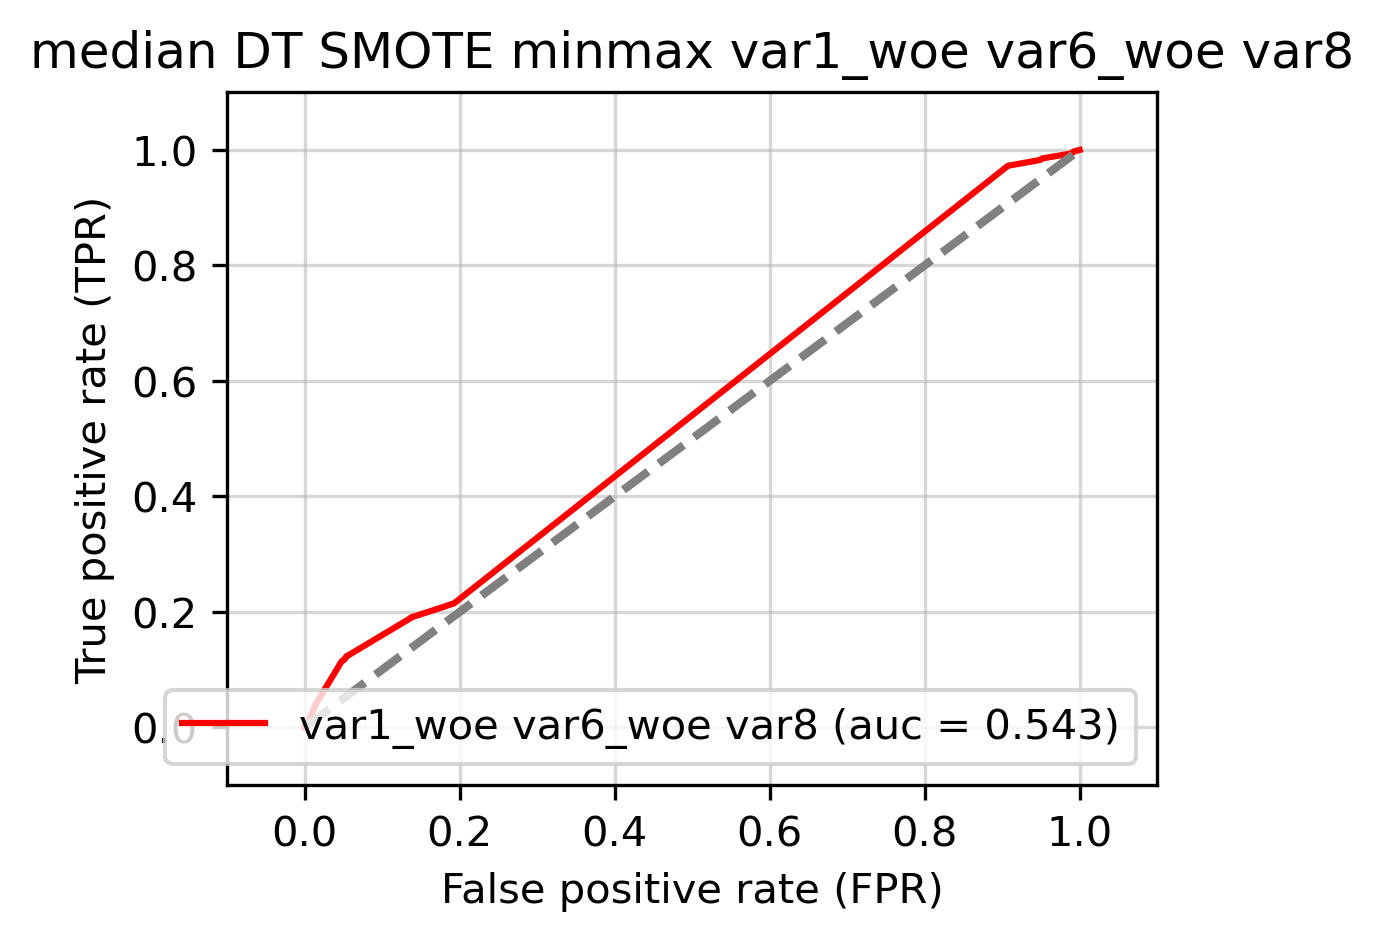 median DT SMOTE minmax var1_woe var6_woe var8
1.0
0.8
0.6
0.4
0.2
0.0
True positive rate (TPR)
var1_woe var6_woe var8 (auc = 0.543)
0.0 0.2 0.4 0.6 0.8 1.0
False positive rate (FPR)